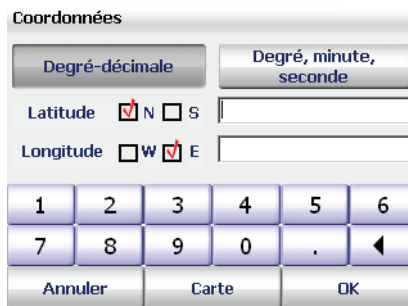 Coordonnées
Degré-décimale
Degré, minute,
seconde
Latitude N S
Longitude W E
1 2 3 4 5 6
7 8 9 0 .
Annuler Carte OK